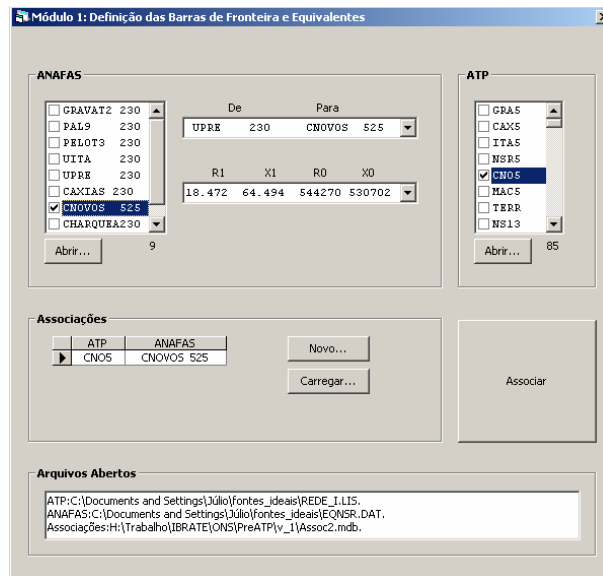 Módulo 1: Definição das Barras de Fronteira e Equivalentes
ANAFAS
GRAVAT2 230
PAL9 230
PELOT3 230
UITA 230
UPRE 230
CAXIAS 230
CNOVOS 525
CHARQUEA230
Abrir...
9
De Para
UPRE 230 CNOVOS 525
R1 X1 R0 X0
18.472 64.494 544270 530702
ATP
GRA5
CAX5
ITA5
NSR5
CNO5
MAC5
TERR
NS13
Abrir...
85
Associações
ATP ANAFAS
CNO5 CNOVOS 525
Novo...
Carregar...
Associar
Arquivos Abertos
ATP:C:\Documents and Settings\Júlio\fontes_ideais\REDE_I.LIS.
ANAFAS:C:\Documents and Settings\Júlio\fontes_ideais\EQNSR.DAT.
Associações:H:\Trabalho\IBRATE\ONS\PreATP\v_1\Assoc2.mdb.